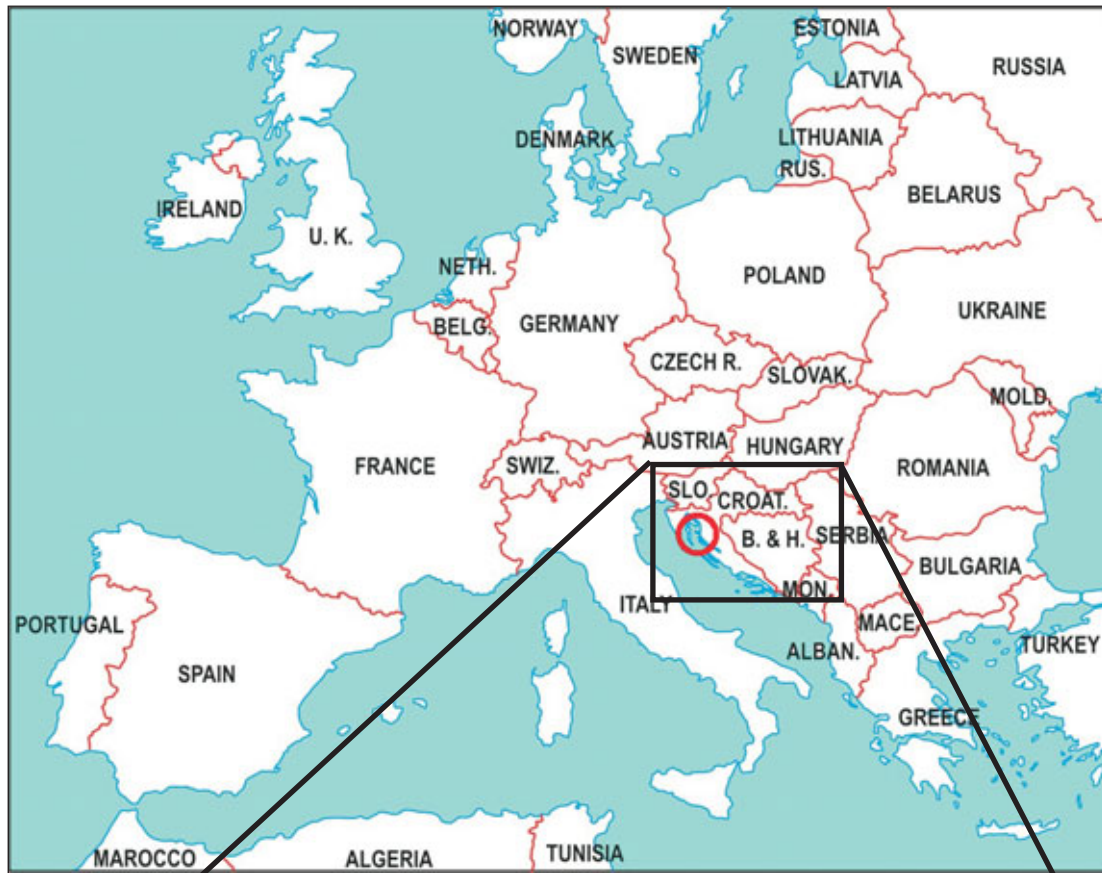 NORWAY
ESTONIA
SWEDEN
RUSSIA
LATVIA
DENMARK
LITHUANIA
RUS.
BELARUS
IRELAND
U. K.
NETH.
POLAND
UKRAINE
BELG.
GERMANY
CZECH R.
SLOVAK.
MOLD.
AUSTRIA
HUNGARY
FRANCE
SWIZ.
ROMANIA
SLO.
CROAT.
B. & H.
SERBIA
BULGARIA
MON.
ITALY
PORTUGAL
MACE.
ALBAN.
TURKEY
SPAIN
GREECE
MAROCCO
ALGERIA
TUNISIA